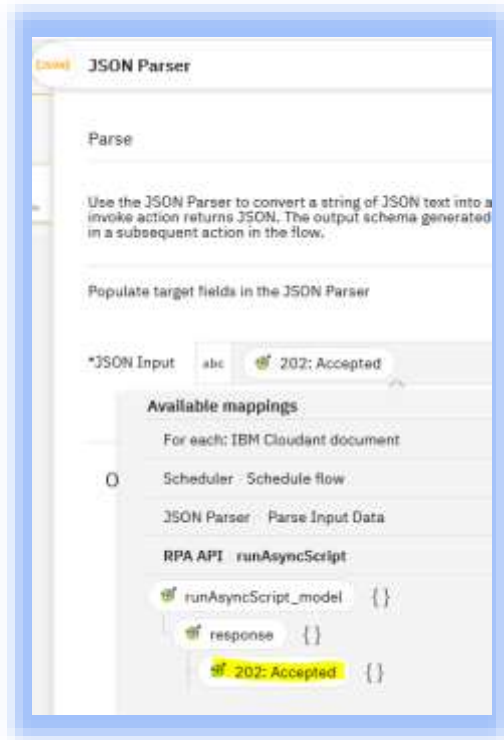 JSON Parser
Parse
Use the JSON Parser to convert a string of JSON text into a
invoke action returns JSON. The output schema generated
in a subsequent action in the flow.
Populate target fields in the JSON Parser
*JSON Input abc 202: Accepted
Available mappings
For each: IBM Cloudant document
Scheduler Schedule flow
JSON Parser Parse Input Data
RPA API runAsyncScript
runAsyncScript_model { }
response { }
202: Accepted { }